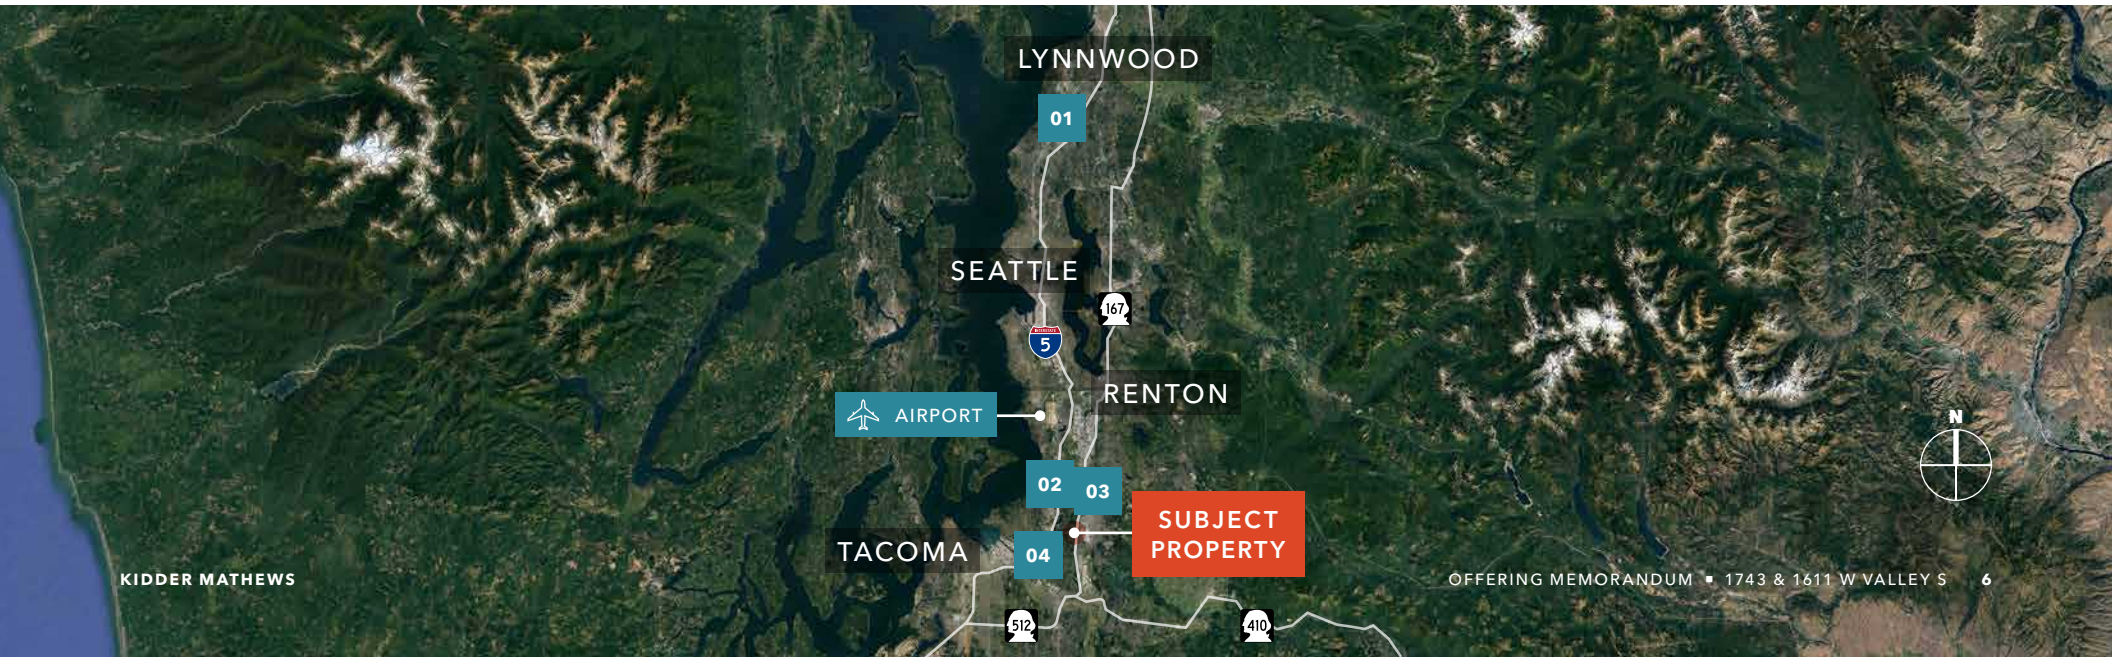 LYNNWOOD
01
SEATTLE
167
INTERSTATE
5
RENTON
AIRPORT
N
02
03
SUBJECT
PROPERTY
TACOMA
04
KIDDER MATHEWS
OFFERING MEMORANDUM ▪ 1743 & 1611 W VALLEY S 6
512
410